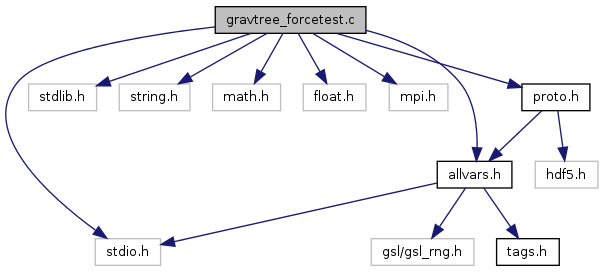 gravtree_forcetest.c
stdlib.h
string.h
math.h
float.h
mpi.h
proto.h
allvars.h
hdf5.h
stdio.h
gsl/gsl_rng.h
tags.h